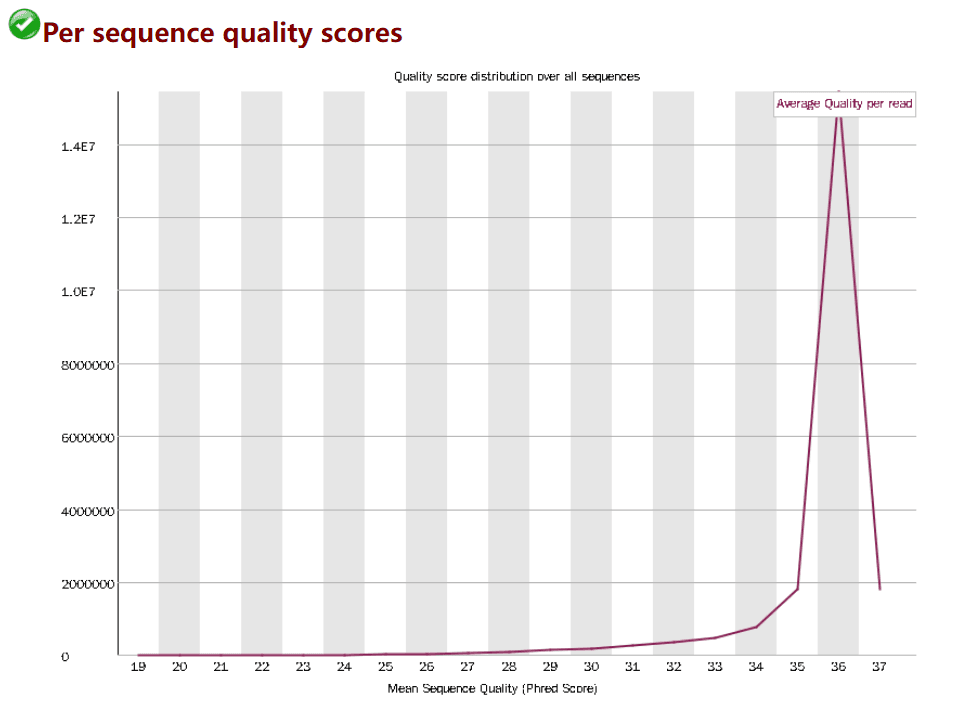 Per sequence quality scores
Quality score distribution over all sequences
Average Quality per read
1.4E7
1.2E7
1.0E7
8000000
6000000
4000000
2000000
0
19 20 21 22 23 24 25 26 27 28 29 30 31 32 33 34 35 36 37
Mean Sequence Quality (Phred Score)